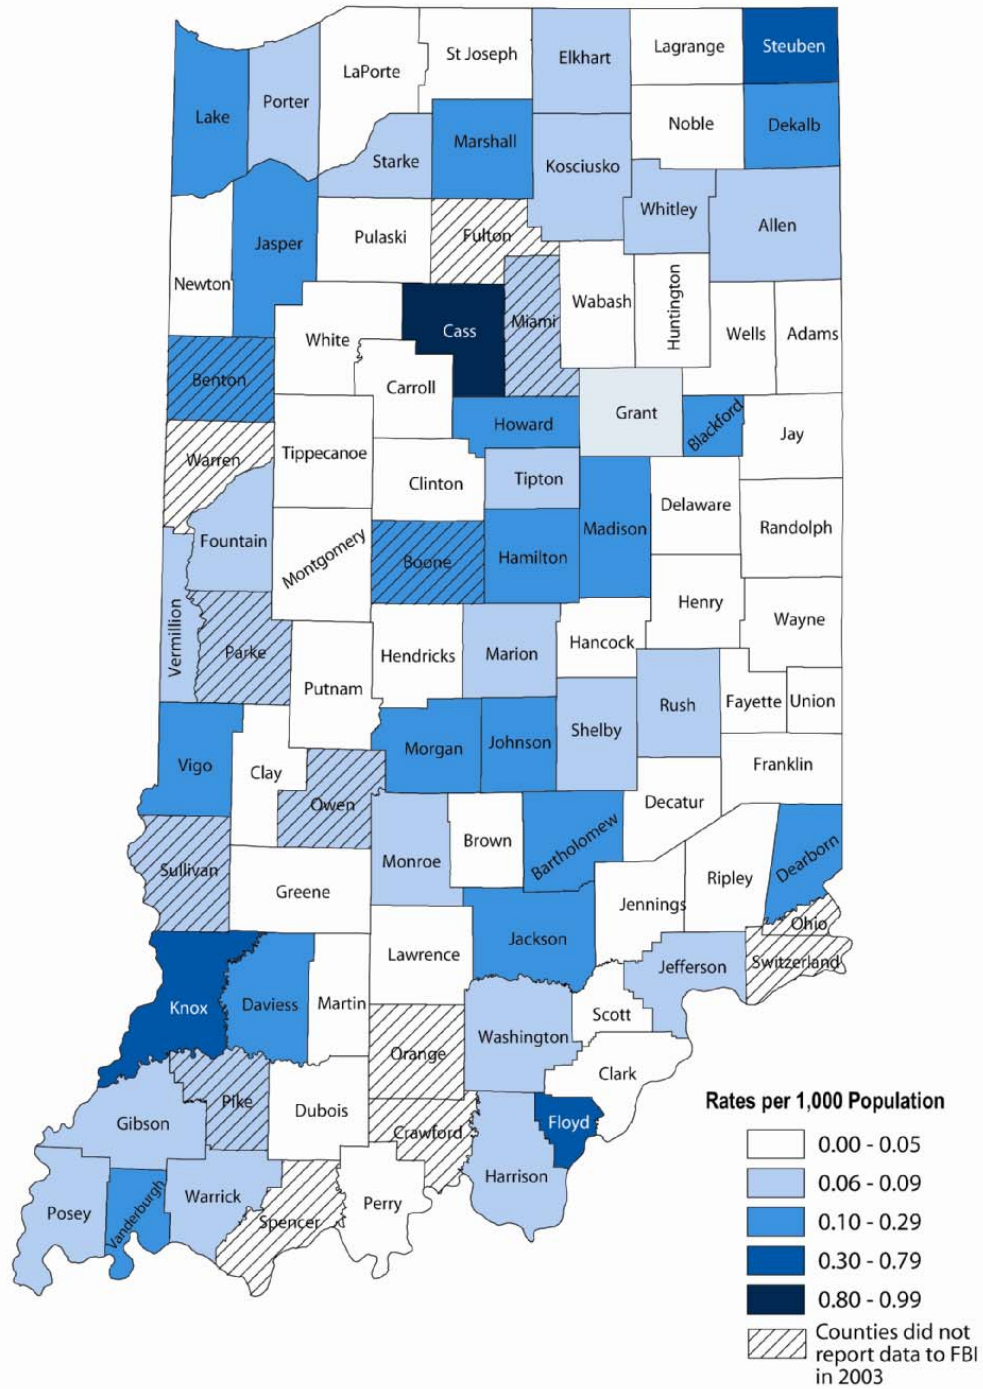 St Joseph
Elkhart
Lagrange
Steuben
LaPorte
Lake
Porter
Noble
Dekalb
Marshall
Starke
Kosciusko
Whitley
Allen
Jasper
Pulaski
Fulton
Newton
Wabash
Huntington
Miami
Cass
White
Wells
Adams
Benton
Carroll
Grant
Blackford
Howard
Jay
Warren
Tippecanoe
Clinton
Tipton
Delaware
Randolph
Madison
Fountain
Montgomery
Boone
Hamilton
Henry
Wayne
Vermillion
Parke
Hendricks
Marion
Hancock
Putnam
Rush
Fayette
Union
Shelby
Morgan
Johnson
Vigo
Clay
Franklin
Owen
Decatur
Brown
Bartholomew
Monroe
Dearborn
Sullivan
Ripley
Greene
Jennings
Ohio
Jackson
Lawrence
Switzerland
Jefferson
Knox
Daviess
Martin
Scott
Washington
Orange
Clark
Pike
Dubois
Gibson
Crawford
Floyd
Harrison
Posey
Vanderburgh
Warrick
Spencer
Perry
Rates per 1,000 Population
0.00 - 0.05
0.06 - 0.09
0.10 - 0.29
0.30 - 0.79
0.80 - 0.99
Counties did not
report data to FBI
in 2003